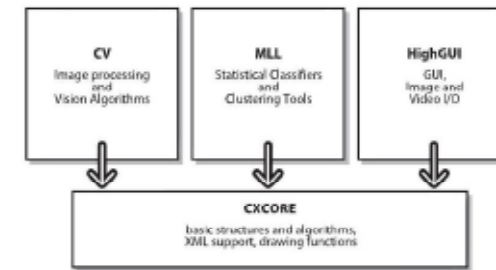 CV
Image processing
and
Vision Algorithms
MLL
Statistical Classifiers
and
Clustering Tools
HighGUI
GUI,
Image and
Video I/O
CXCORE
basic structures and algorithms,
XML support, drawing functions